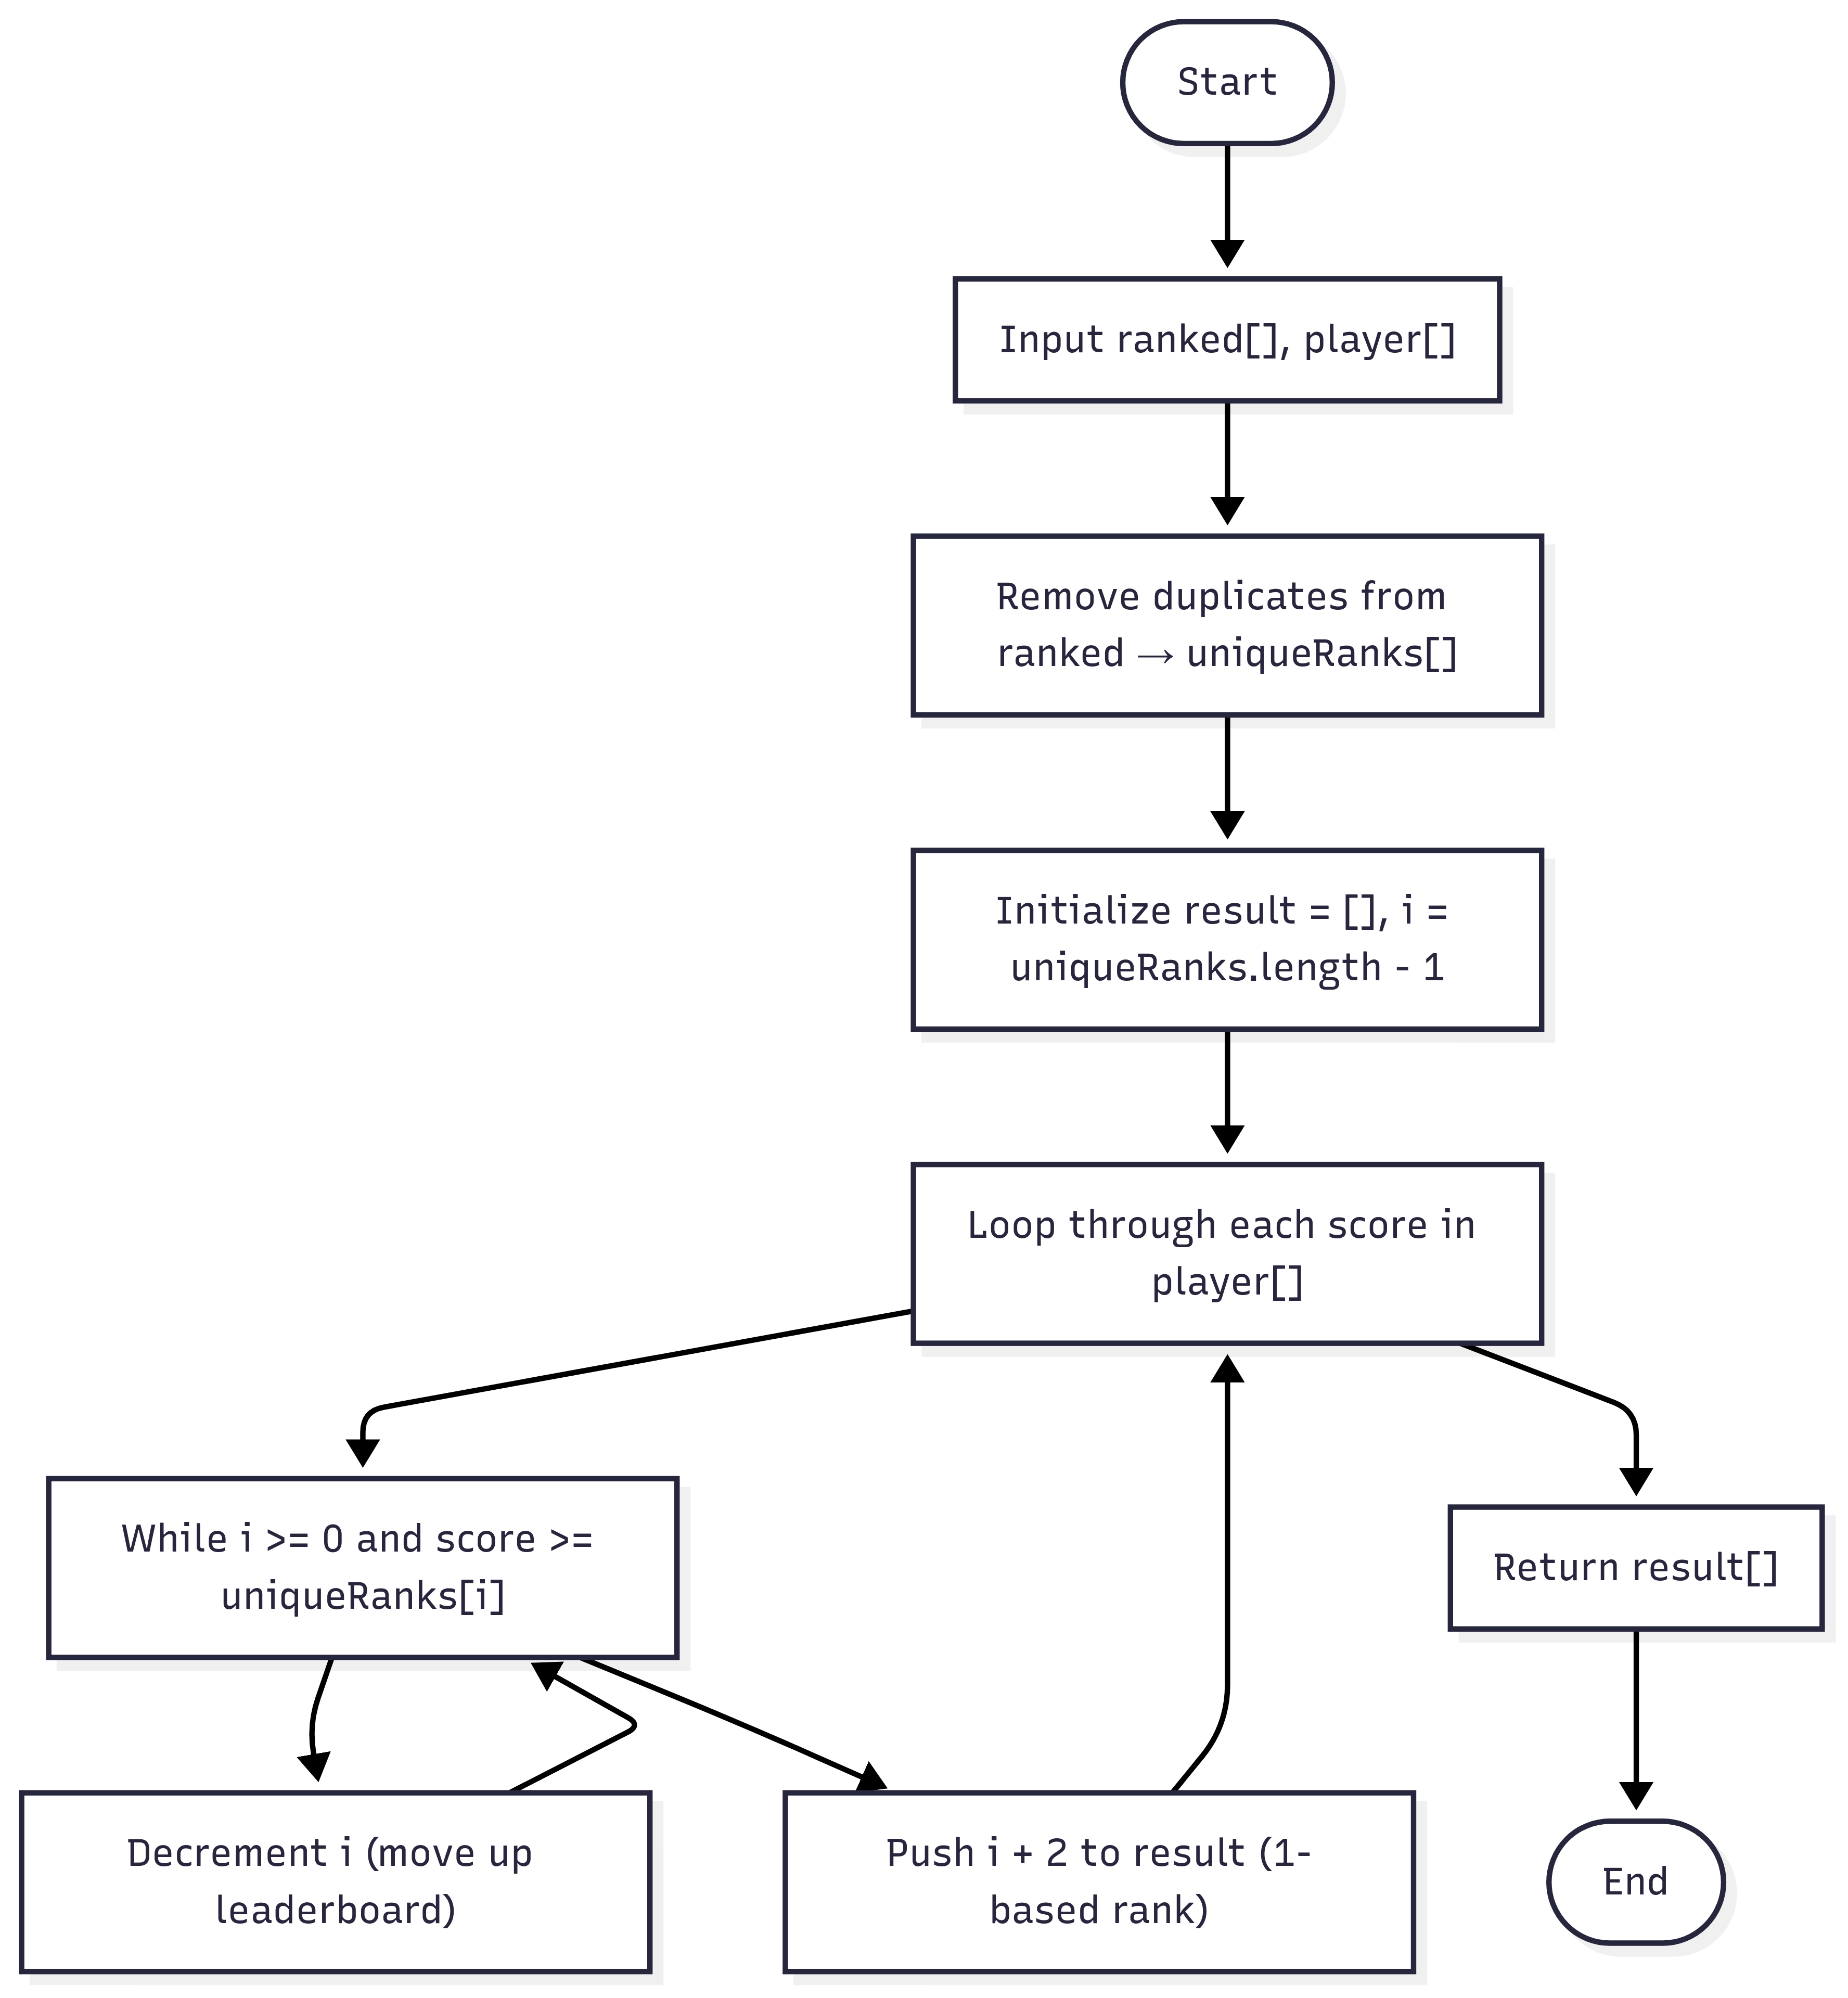 Start
Input ranked[], player[]
Remove duplicates from
ranked → uniqueRanks[]
Initialize result = [], i =
uniqueRanks.length - 1
Loop through each score in
player[]
While i >= 0 and score >=
uniqueRanks[i]
Return result[]
Decrement i (move up
leaderboard)
Push i + 2 to result (1-
based rank)
End